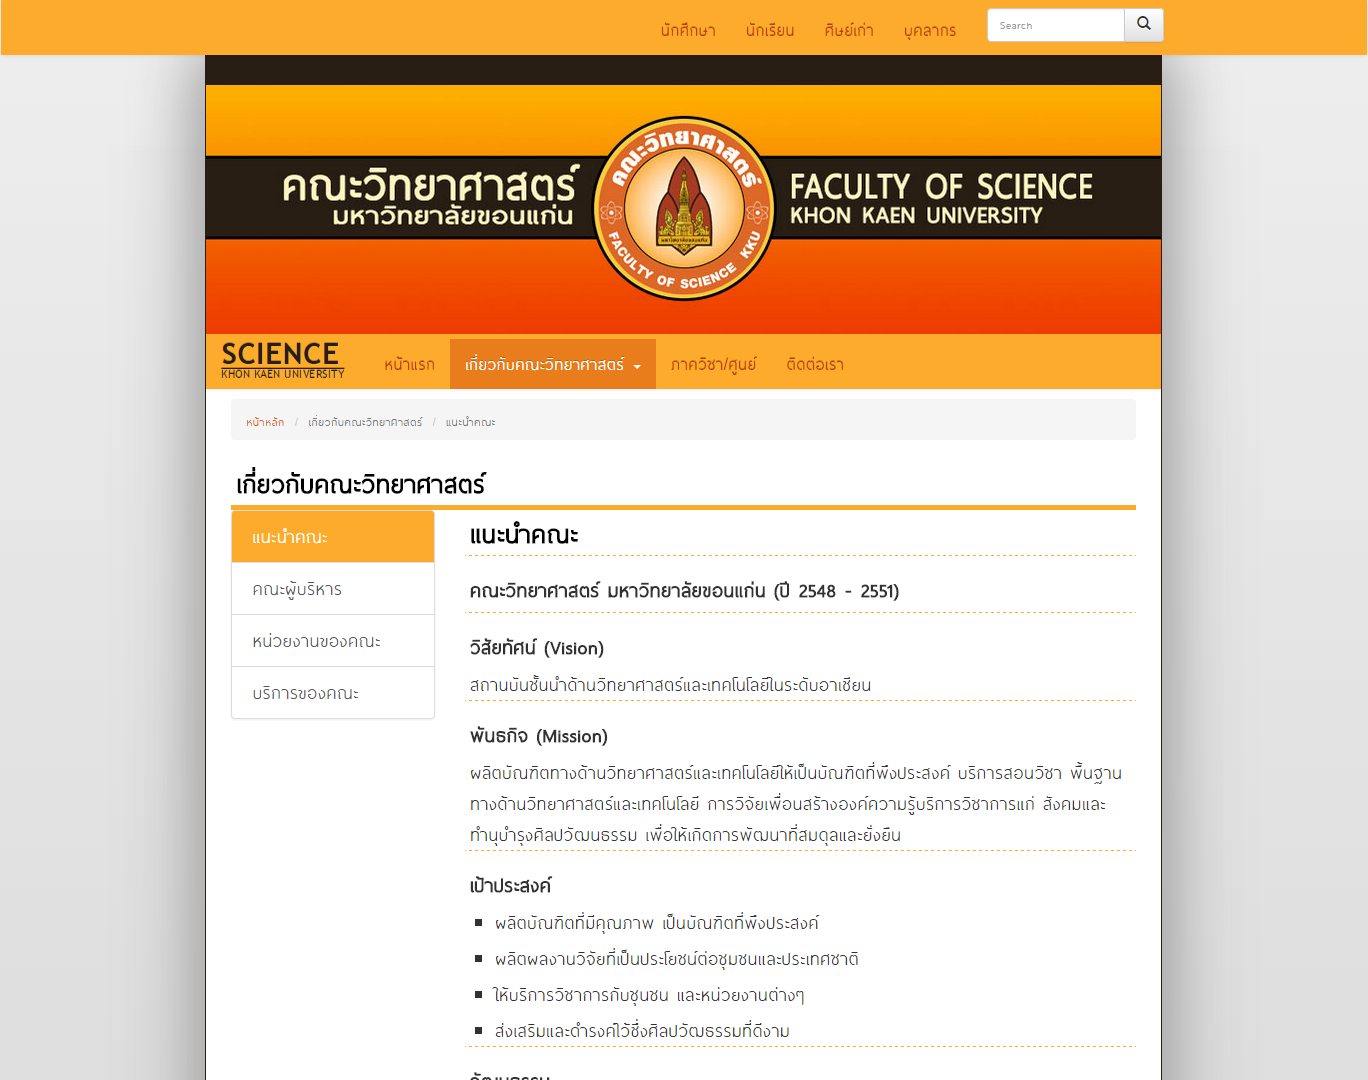 นักศึกษา นักเรียน ศิษย์เก่า บุคลากร Search
คณะวิทยาศาสตร์
มหาวิทยาลัยขอนแก่น
คณะวิทยาศาสตร์
มหาวิทยาลัยขอนแก่น
FACULTY OF SCIENCE KKU
FACULTY OF SCIENCE
KHON KAEN UNIVERSITY
SCIENCE
KHON KAEN UNIVERSITY
หน้าแรก เกี่ยวกับคณะวิทยาศาสตร์ ภาควิชา/ศูนย์ ติดต่อเรา
หน้าหลัก / เกี่ยวกับคณะวิทยาศาสตร์ / แนะนำคณะ
เกี่ยวกับคณะวิทยาศาสตร์
แนะนำคณะ
คณะผู้บริหาร
หน่วยงานของคณะ
บริการของคณะ
แนะนำคณะ
คณะวิทยาศาสตร์ มหาวิทยาลัยขอนแก่น (ปี 2548 - 2551)
วิสัยทัศน์ (Vision)
สถานบันชั้นนำด้านวิทยาศาสตร์และเทคโนโลยีในระดับอาเซียน
พันธกิจ (Mission)
ผลิตบัณฑิตทางด้านวิทยาศาสตร์และเทคโนโลยีให้เป็นบัณฑิตที่พึงประสงค์ บริการสอนวิชา พื้นฐาน
ทางด้านวิทยาศาสตร์และเทคโนโลยี การวิจัยเพื่อนสร้างองค์ความรู้บริการวิชาการแก่ สังคมและ
ทำนุบำรุงศิลปวัฒนธรรม เพื่อให้เกิดการพัฒนาที่สมดุลและยั่งยืน
เป้าประสงค์
ผลิตบัณฑิตที่มีคุณภาพ เป็นบัณฑิตที่พึงประสงค์
ผลิตผลงานวิจัยที่เป็นประโยชน์ต่อชุมชนและประเทศชาติ
ให้บริการวิชาการกับชุนชน และหน่วยงานต่างๆ
ส่งเสริมและดำรงค์ไว้ซึ่งศิลปวัฒธรรมที่ดีงาม